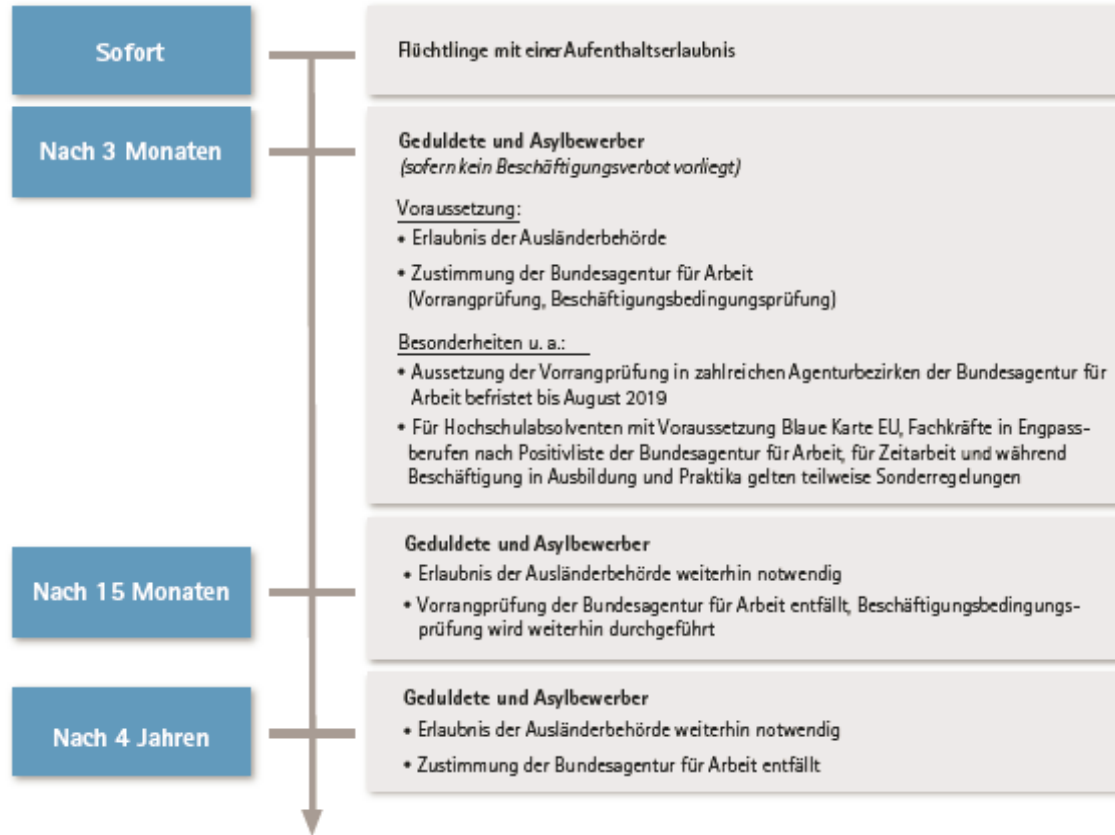 Sofort
Flüchtlinge mit einer Aufenthaltserlaubnis
Nach 3 Monaten
Geduldete und Asylbewerber
(sofern kein Beschäftigungsverbot vorliegt)
Voraussetzung:
• Erlaubnis der Ausländerbehörde
• Zustimmung der Bundesagentur für Arbeit
(Vorrangprüfung, Beschäftigungsbedingungsprüfung)
Besonderheiten u. a.:
• Aussetzung der Vorrangprüfung in zahlreichen Agenturbezirken der Bundesagentur für
Arbeit befristet bis August 2019
• Für Hochschulabsolventen mit Voraussetzung Blaue Karte EU, Fachkräfte in Engpass-
berufen nach Positivliste der Bundesagentur für Arbeit, für Zeitarbeit und während
Beschäftigung in Ausbildung und Praktika gelten teilweise Sonderregelungen
Nach 15 Monaten
Geduldete und Asylbewerber
• Erlaubnis der Ausländerbehörde weiterhin notwendig
• Vorrangprüfung der Bundesagentur für Arbeit entfällt, Beschäftigungsbedingungs-
prüfung wird weiterhin durchgeführt
Nach 4 Jahren
Geduldete und Asylbewerber
• Erlaubnis der Ausländerbehörde weiterhin notwendig
• Zustimmung der Bundesagentur für Arbeit entfällt